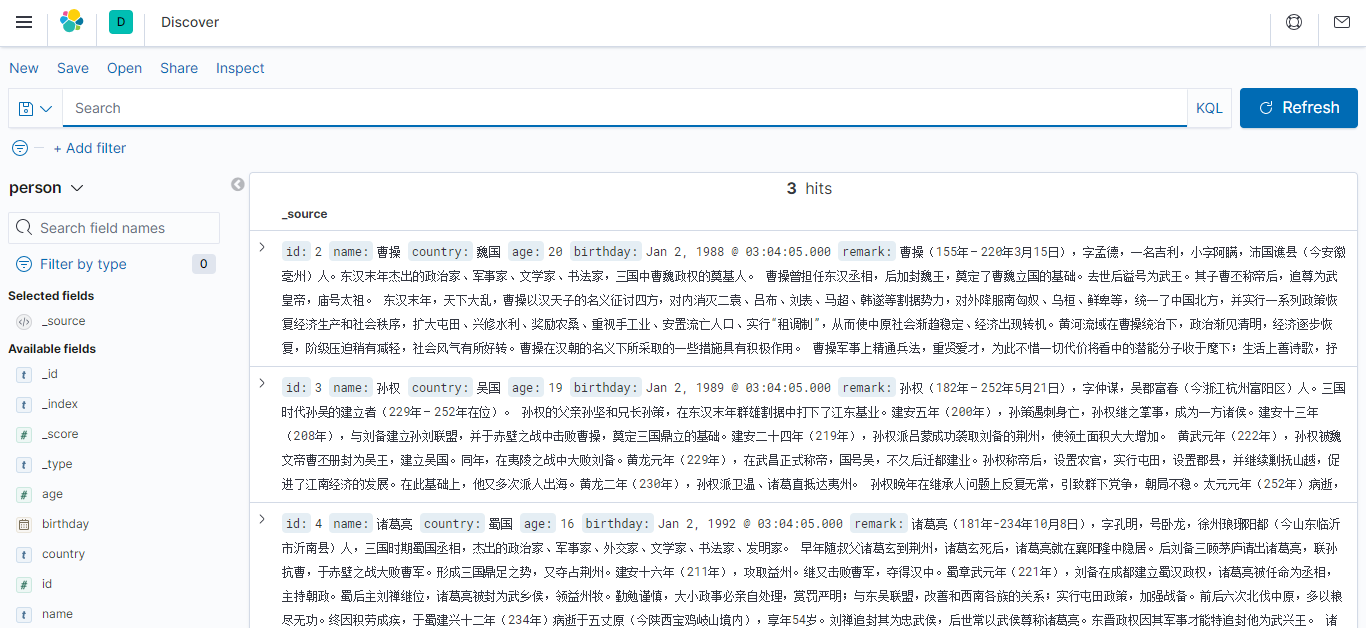 D Discover
New Save Open Share Inspect
Search KQL Refresh
+ Add filter
person
3 hits
Search field names
_source
Filter by type 0
Selected fields
_source
Available fields
_id
_index
_score
_type
age
birthday
country
id
name
id: 2 name: 曹操 country: 魏国 age: 20 birthday: Jan 2, 1988 @ 03:04:05.000 remark: 曹操（155年－220年3月15日），字孟德，一名吉利，小字阿瞒，沛国谯县（今安徽
亳州）人。东汉末年杰出的政治家、军事家、文学家、书法家，三国中曹魏政权的奠基人。 曹操曾担任东汉丞相，后加封魏王，奠定了曹魏立国的基础。去世后谥号为武王。其子曹丕称帝后，追尊为武
皇帝，庙号太祖。 东汉末年，天下大乱，曹操以汉天子的名义征讨四方，对内消灭二袁、吕布、刘表、马超、韩遂等割据势力，对外降服南匈奴、乌桓、鲜卑等，统一了中国北方，并实行一系列政策恢
复经济生产和社会秩序，扩大屯田、兴修水利、奖励农桑、重视手工业、安置流亡人口、实行“租调制”，从而使中原社会渐趋稳定、经济出现转机。黄河流域在曹操统治下，政治渐见清明，经济逐步恢
复，阶级压迫稍有减轻，社会风气有所好转。曹操在汉朝的名义下所采取的一些措施具有积极作用。 曹操军事上精通兵法，重贤爱才，为此不惜一切代价将看中的潜能分子收于麾下；生活上善诗歌，抒
id: 3 name: 孙权 country: 吴国 age: 19 birthday: Jan 2, 1989 @ 03:04:05.000 remark: 孙权（182年－252年5月21日），字仲谋，吴郡富春（今浙江杭州富阳区）人。三国
时代孙吴的建立者（229年－252年在位）。 孙权的父亲孙坚和兄长孙策，在东汉末年群雄割据中打下了江东基业。建安五年（200年），孙策遇刺身亡，孙权继之掌事，成为一方诸侯。建安十三年
（208年），与刘备建立孙刘联盟，并于赤壁之战中击败曹操，奠定三国鼎立的基础。建安二十四年（219年），孙权派吕蒙成功袭取刘备的荆州，使领土面积大大增加。 黄武元年（222年），孙权被魏
文帝曹丕册封为吴王，建立吴国。同年，在夷陵之战中大败刘备。黄龙元年（229年），在武昌正式称帝，国号吴，不久后迁都建业。孙权称帝后，设置农官，实行屯田，设置郡县，并继续剿抚山越，促
进了江南经济的发展。在此基础上，他又多次派人出海。黄龙二年（230年），孙权派卫温、诸葛直抵达夷州。 孙权晚年在继承人问题上反复无常，引致群下党争，朝局不稳。太元元年（252年）病逝，
id: 4 name: 诸葛亮 country: 蜀国 age: 16 birthday: Jan 2, 1992 @ 03:04:05.000 remark: 诸葛亮（181年-234年10月8日），字孔明，号卧龙，徐州琅琊阳都（今山东临沂
市沂南县）人，三国时期蜀国丞相，杰出的政治家、军事家、外交家、文学家、书法家、发明家。 早年随叔父诸葛玄到荆州，诸葛玄死后，诸葛亮就在襄阳隆中隐居。后刘备三顾茅庐请出诸葛亮，联孙
抗曹，于赤壁之战大败曹军。形成三国鼎足之势，又夺占荆州。建安十六年（211年），攻取益州。继又击败曹军，夺得汉中。蜀章武元年（221年），刘备在成都建立蜀汉政权，诸葛亮被任命为丞相，
主持朝政。蜀后主刘禅继位，诸葛亮被封为武乡侯，领益州牧。勤勉谨慎，大小政事必亲自处理，赏罚严明；与东吴联盟，改善和西南各族的关系；实行屯田政策，加强战备。前后六次北伐中原，多以粮
尽无功。终因积劳成疾，于蜀建兴十二年（234年）病逝于五丈原（今陕西宝鸡岐山境内），享年54岁。刘禅追封其为忠武侯，后世常以武侯尊称诸葛亮。东晋政权因其军事才能特追封他为武兴王。 诸